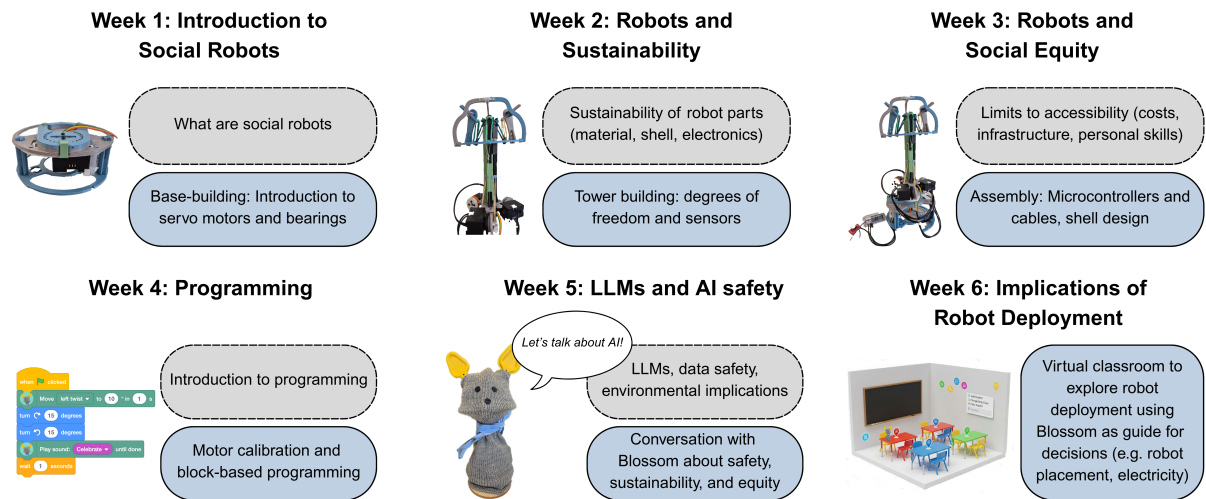 Week 1: Introduction to
Social Robots
What are social robots
Base-building: Introduction to
servo motors and bearings
Week 2: Robots and
Sustainability
Sustainability of robot parts
(material, shell, electronics)
Tower building: degrees of
freedom and sensors
Week 3: Robots and
Social Equity
Limits to accessibility (costs,
infrastructure, personal skills)
Assembly: Microcontrollers and
cables, shell design
Week 4: Programming
when clicked
Move left twist to 10 ° in 1 s
turn 15 degrees
turn 15 degrees
Play sound: Celebrate until done
wait 1 seconds
Introduction to programming
Motor calibration and
block-based programming
Week 5: LLMs and AI safety
Let's talk about AI!
LLMs, data safety,
environmental implications
Conversation with
Blossom about safety,
sustainability, and equity
Week 6: Implications of
Robot Deployment
Virtual classroom to
explore robot
deployment using
Blossom as guide for
decisions (e.g. robot
placement, electricity)